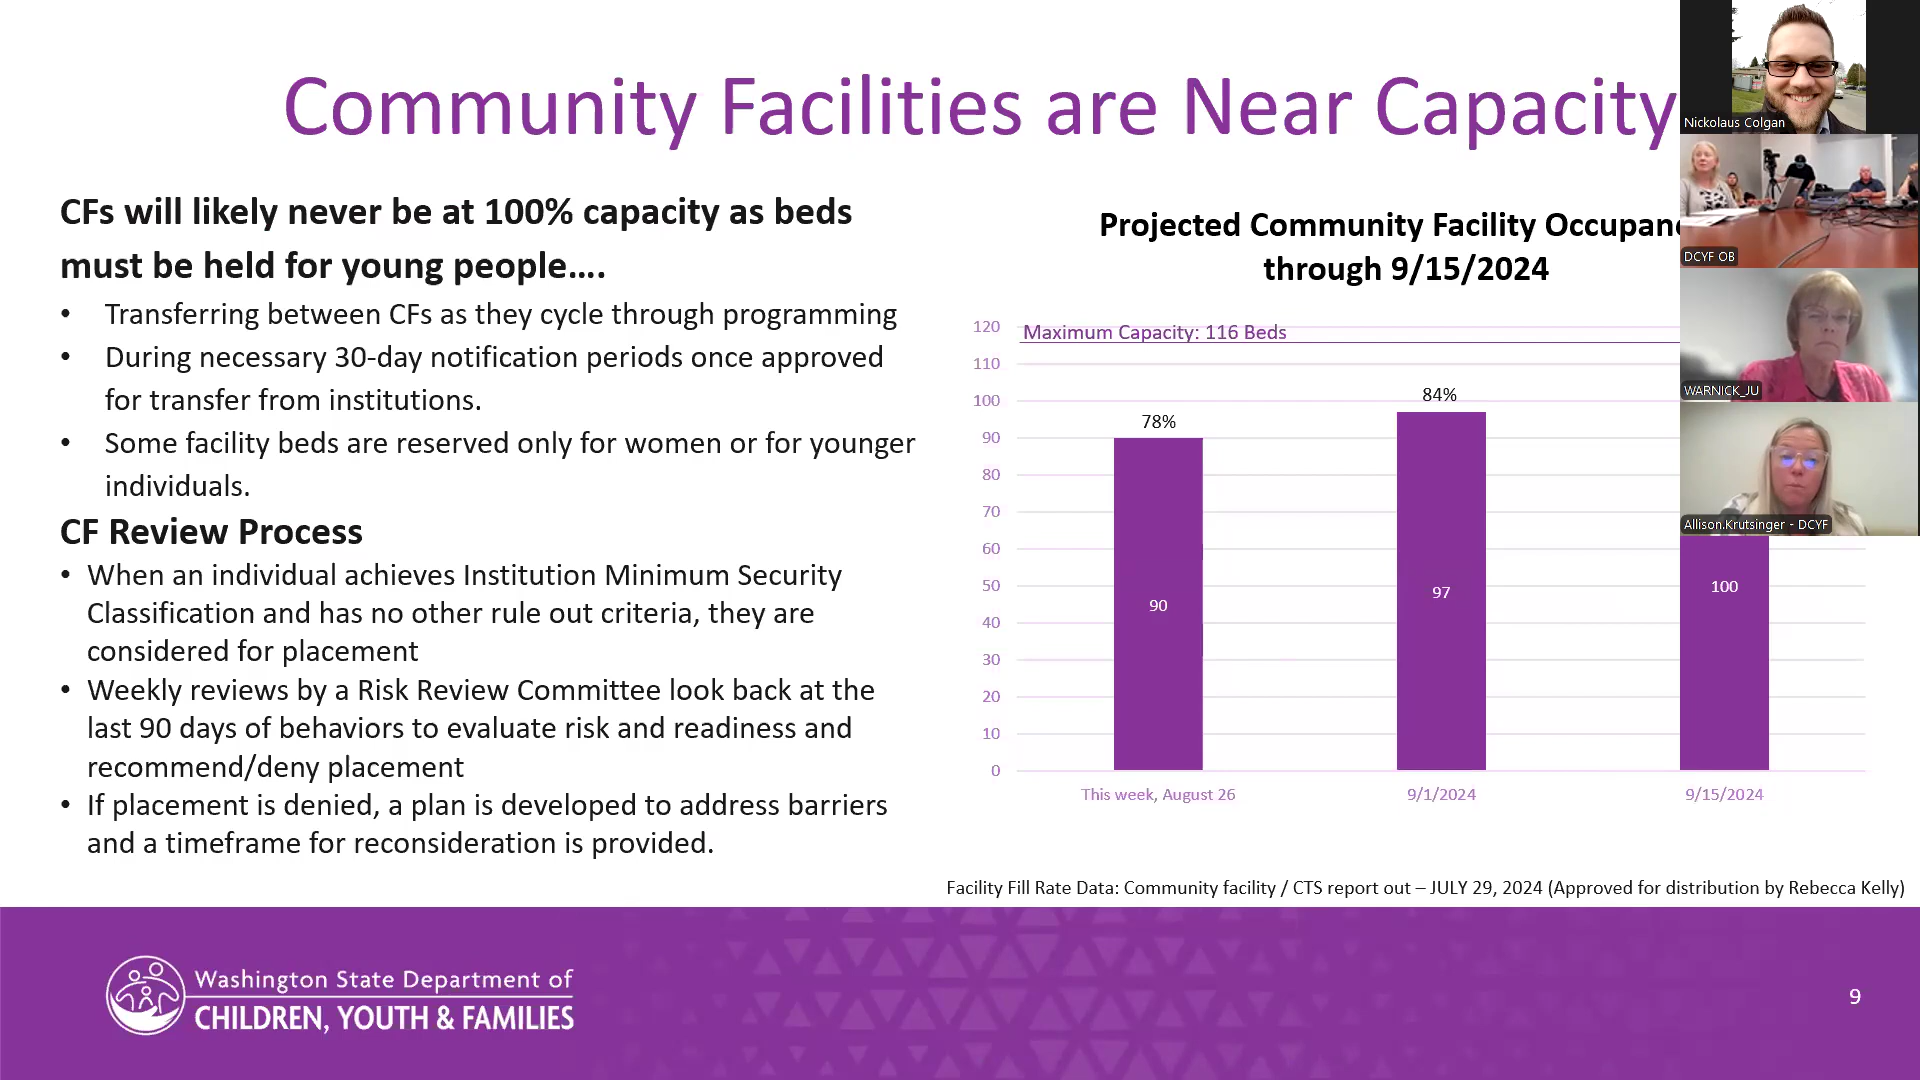 Community Facilities are Near Capacity
CFs will likely never be at 100% capacity as beds
must be held for young people....
• Transferring between CFs as they cycle through programming
• During necessary 30-day notification periods once approved
for transfer from institutions.
• Some facility beds are reserved only for women or for younger
individuals.
CF Review Process
• When an individual achieves Institution Minimum Security
Classification and has no other rule out criteria, they are
considered for placement
• Weekly reviews by a Risk Review Committee look back at the
last 90 days of behaviors to evaluate risk and readiness and
recommend/deny placement
• If placement is denied, a plan is developed to address barriers
and a timeframe for reconsideration is provided.
Projected Community Facility Occupan
through 9/15/2024
120
Maximum Capacity: 116 Beds
110
100
90
80
70
60
50
40
30
20
10
0
78%
84%
90
97
100
This week, August 26
9/1/2024
9/15/2024
Facility Fill Rate Data: Community facility / CTS report out – JULY 29, 2024 (Approved for distribution by Rebecca Kelly)
Nickolaus Colgan
DCYF OB
WARNICK_JU
Allison.Krutsinger - DCYF
Washington State Department of
CHILDREN, YOUTH & FAMILIES
9